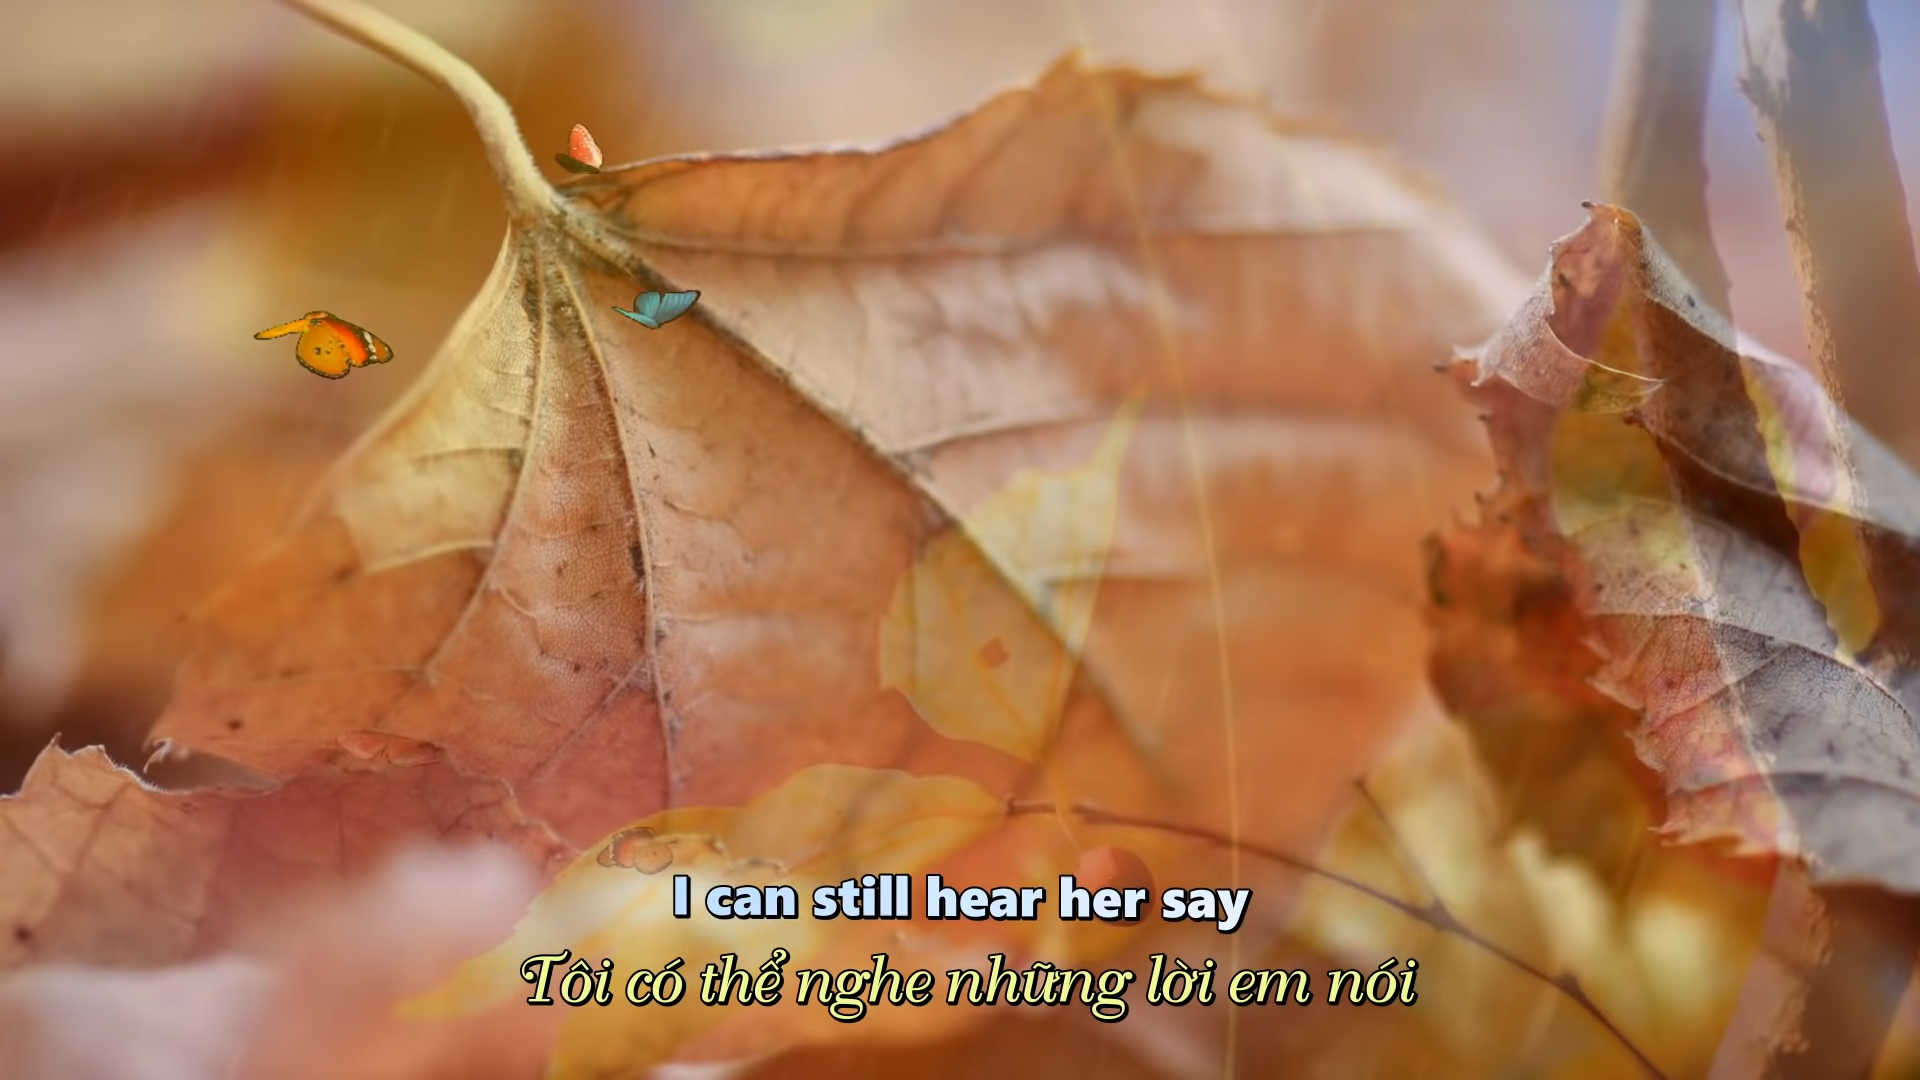 I can still hear her say
Tôi có thể nghe những lời em nói